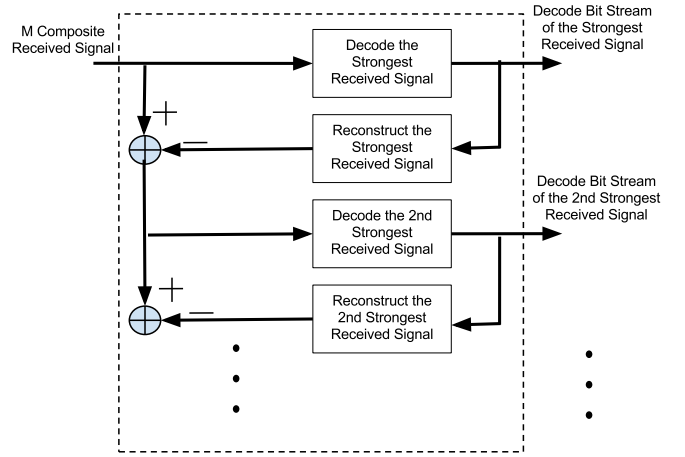 M Composite
Received Signal
Decode the
Strongest
Received Signal
Decode Bit Stream
of the Strongest
Received Signal
+
−
Reconstruct the
Strongest
Received Signal
Decode the 2nd
Strongest
Received Signal
Decode Bit Stream
of the 2nd Strongest
Received Signal
+
−
Reconstruct the
2nd Strongest
Received Signal